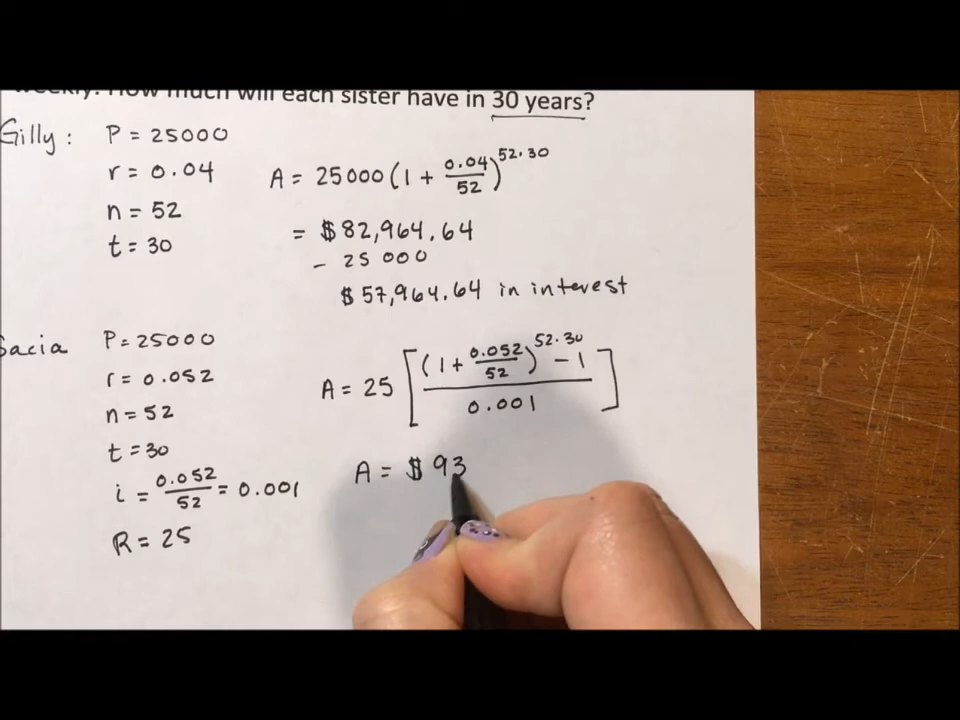 weekly. How much will each sister have in 30 years?
Gilly: P = 25000
r = 0.04
A = 25000(1 + 0.04/52)^52·30
n = 52
= $82,964.64
t = 30
- 25 000
$57,964.64 in interest
Sacia P = 25000
r = 0.052
A = 25[((1 + 0.052/52)^52·30 - 1)/0.001]
n = 52
t = 30
A = $93
i = 0.052/52 = 0.001
R = 25